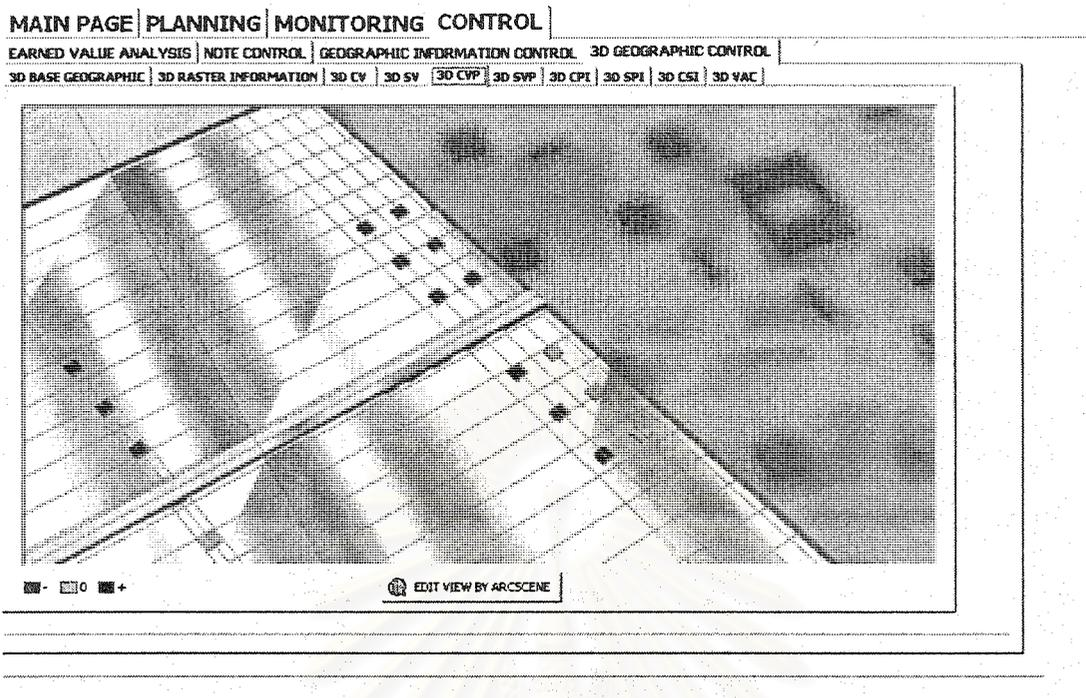 MAIN PAGE PLANNING MONITORING CONTROL
EARNED VALUE ANALYSIS NOTE CONTROL GEOGRAPHIC INFORMATION CONTROL 3D GEOGRAPHIC CONTROL
3D BASE GEOGRAPHIC 3D RASTER INFORMATION 3D CV 3D SV 3D CVP 3D SVP 3D CPI 3D SPI 3D CSI 3D VAC
- 0 + EDIT VIEW BY ARCSCENE